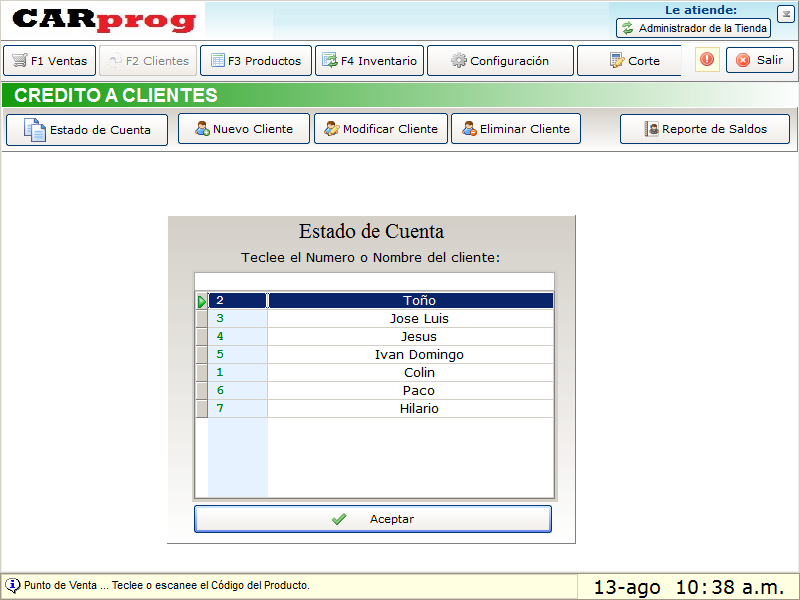 CARprog
Le atiende:
Administrador de la Tienda
F1 Ventas
F2 Clientes
F3 Productos
F4 Inventario
Configuración
Corte
Salir
CREDITO A CLIENTES
Estado de Cuenta
Nuevo Cliente
Modificar Cliente
Eliminar Cliente
Reporte de Saldos
Estado de Cuenta
Teclee el Numero o Nombre del cliente:
2 Toño
3 Jose Luis
4 Jesus
5 Ivan Domingo
1 Colin
6 Paco
7 Hilario
Aceptar
Punto de Venta ... Teclee o escanee el Código del Producto.
13-ago 10:38 a.m.